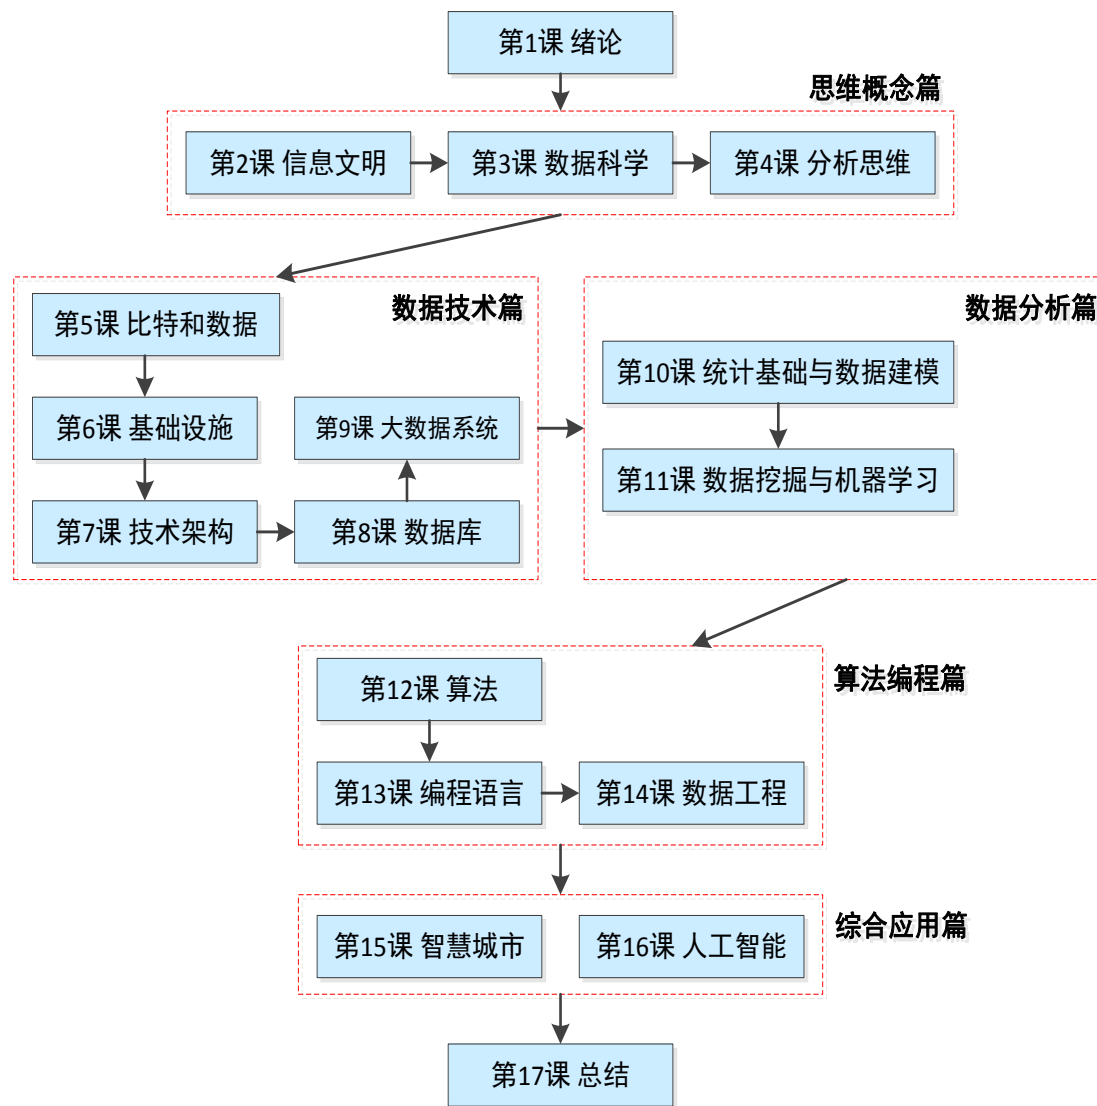 第1课 绪论
思维概念篇
第2课 信息文明
第3课 数据科学
第4课 分析思维
数据技术篇
第5课 比特和数据
第6课 基础设施
第7课 技术架构
第8课 数据库
第9课 大数据系统
数据分析篇
第10课 统计基础与数据建模
第11课 数据挖掘与机器学习
算法编程篇
第12课 算法
第13课 编程语言
第14课 数据工程
综合应用篇
第15课 智慧城市
第16课 人工智能
第17课 总结